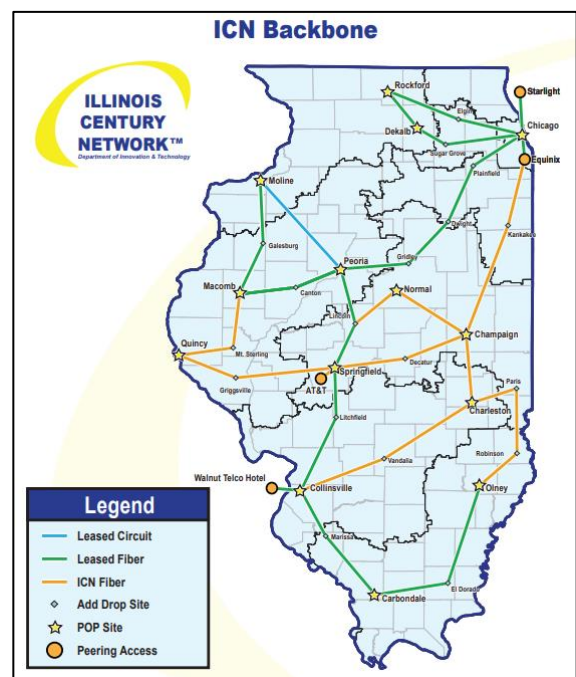 ICN Backbone
ILLINOIS
CENTURY
NETWORK™
Department of Innovation & Technology
Rockford
Starlight
Elgin
Chicago
Dekalb
Sugar Grove
Equinix
Plainfield
Moline
Dwight
Kankakee
Galesburg
Gridley
Peoria
Macomb
Canton
Normal
Lincoln
Champaign
Quincy
Mt. Sterling
Decatur
Springfield
Griggsville
AT&T
Paris
Charleston
Litchfield
Robinson
Vandalia
Walnut Telco Hotel
Collinsville
Olney
Marissa
El Dorado
Carbondale
Legend
Leased Circuit
Leased Fiber
ICN Fiber
Add Drop Site
POP Site
Peering Access